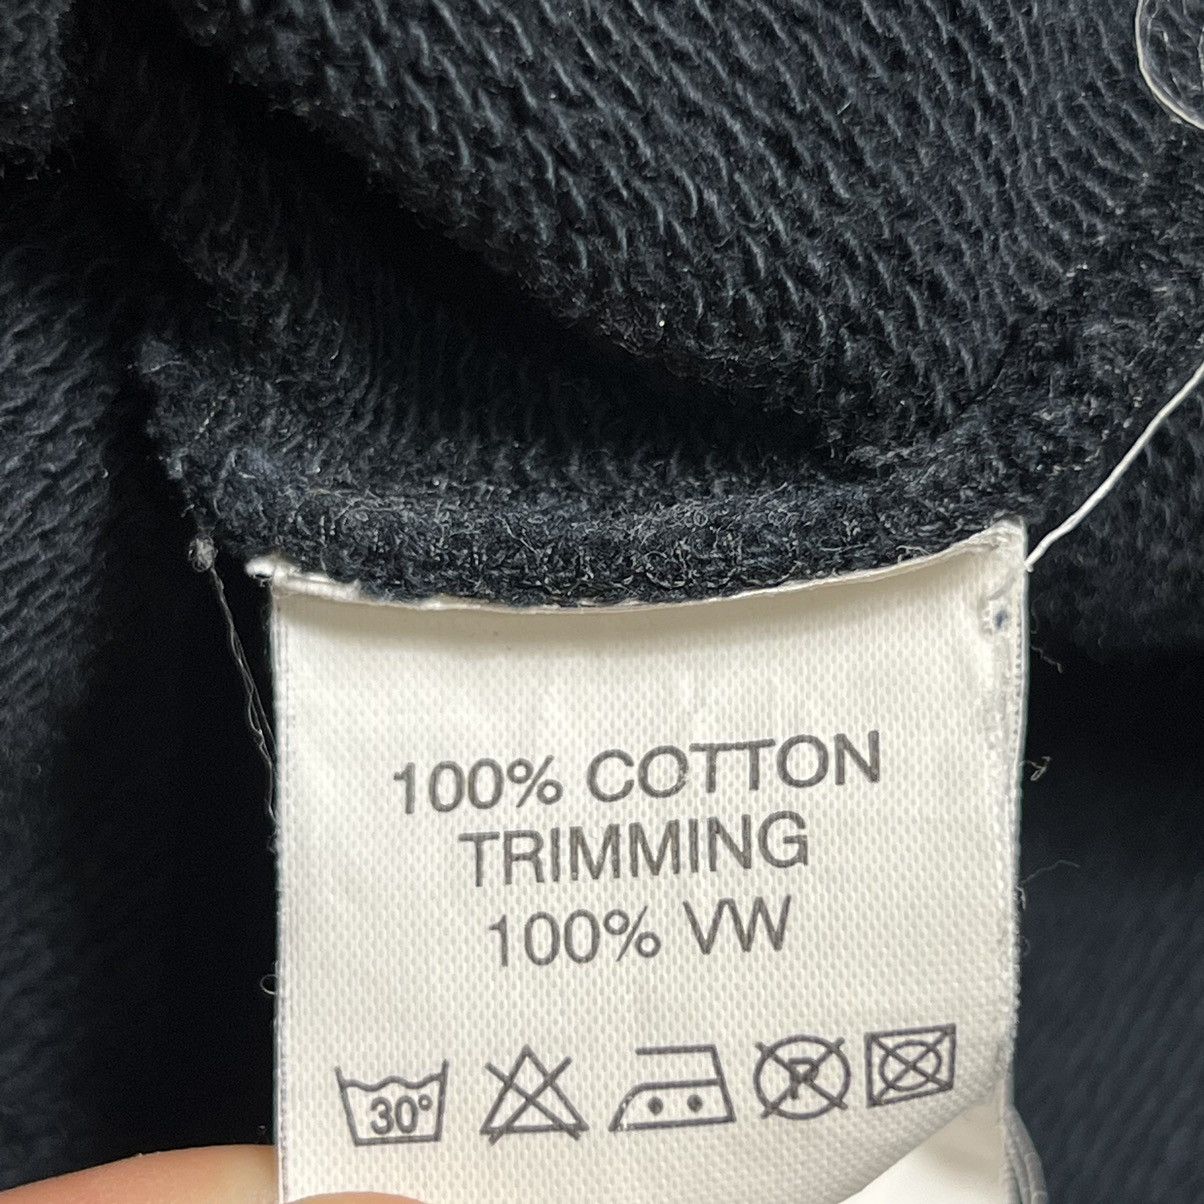 100% COTTON
TRIMMING
100% VW
30° P